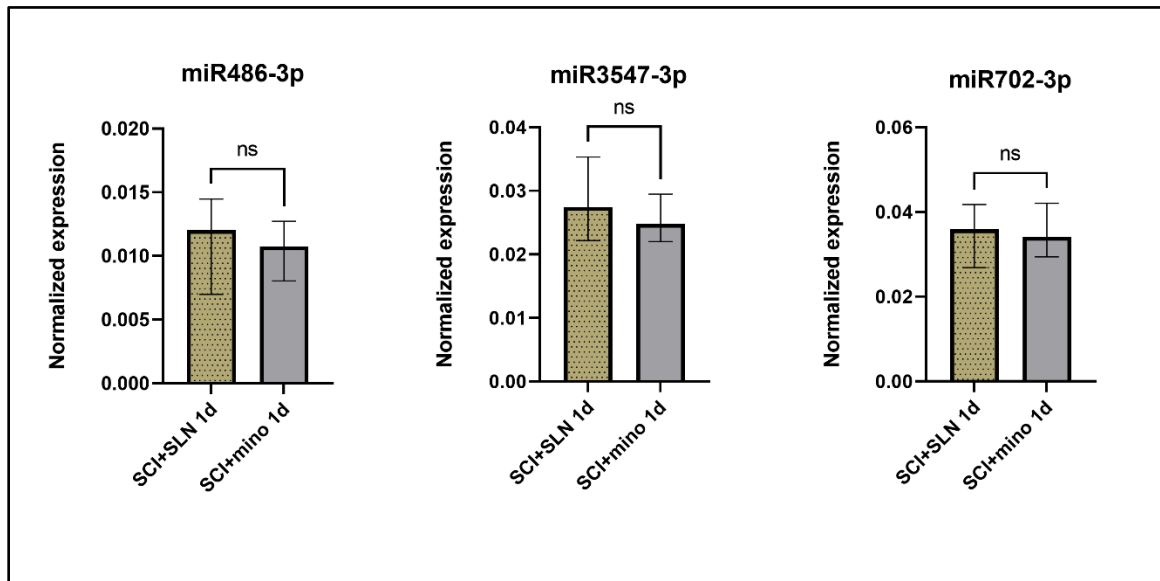 miR486-3p
ns
Normalized expression
0.020
0.015
0.010
0.005
0.000
SCI+SLN 1d
SCI+mino 1d
miR3547-3p
ns
Normalized expression
0.04
0.03
0.02
0.01
0.00
SCI+SLN 1d
SCI+mino 1d
miR702-3p
ns
Normalized expression
0.06
0.04
0.02
0.00
SCI+SLN 1d
SCI+mino 1d